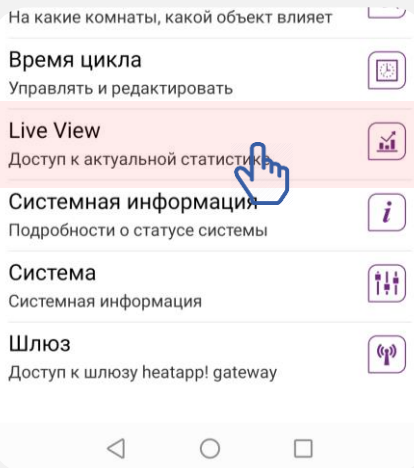 На какие комнаты, какой объект влияет
Время цикла
Управлять и редактировать
Live View
Доступ к актуальной статистике
Системная информация
Подробности о статусе системы
i
Система
Системная информация
Шлюз
Доступ к шлюзу heatapp! gateway